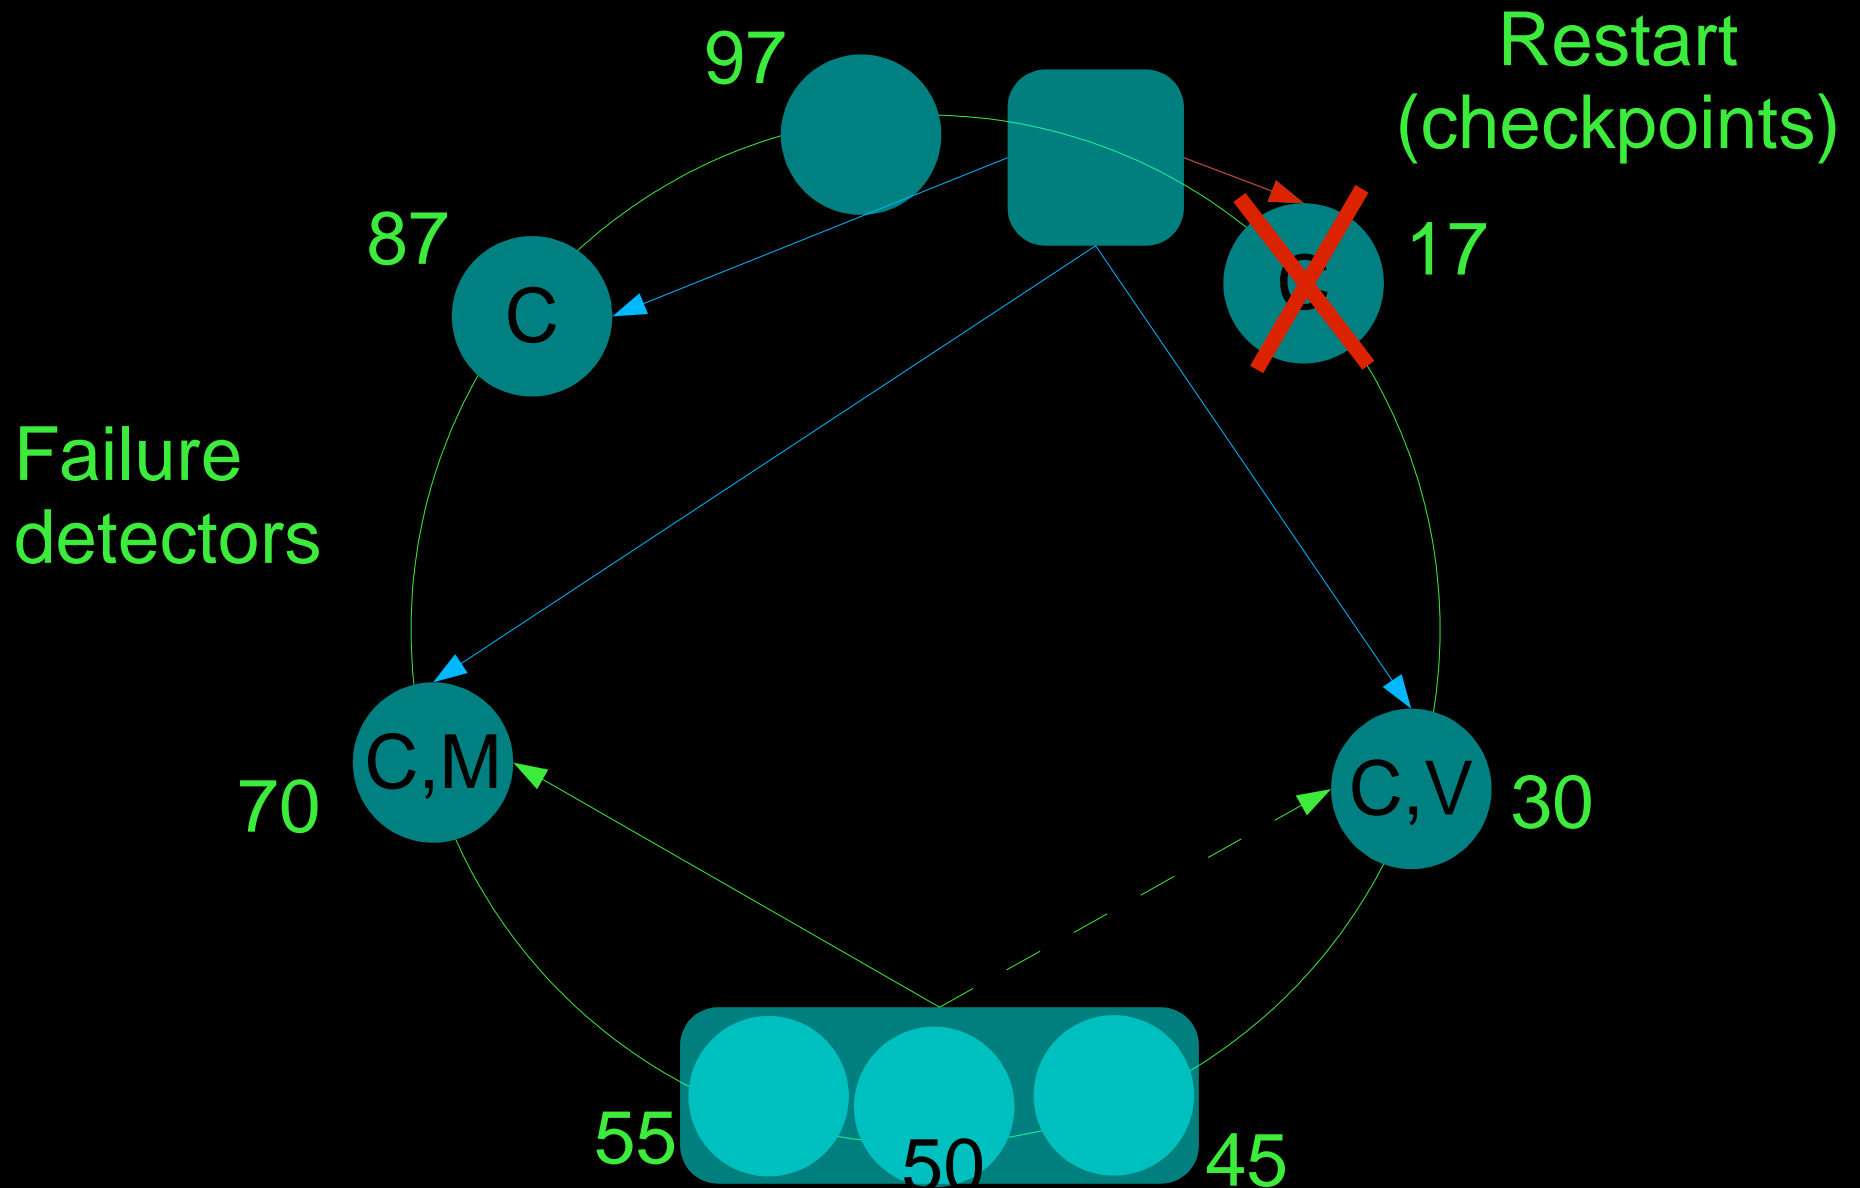 97
Restart
(checkpoints)
87
17
C
C
Failure
detectors
C,M
70
C,V
30
55
50
45